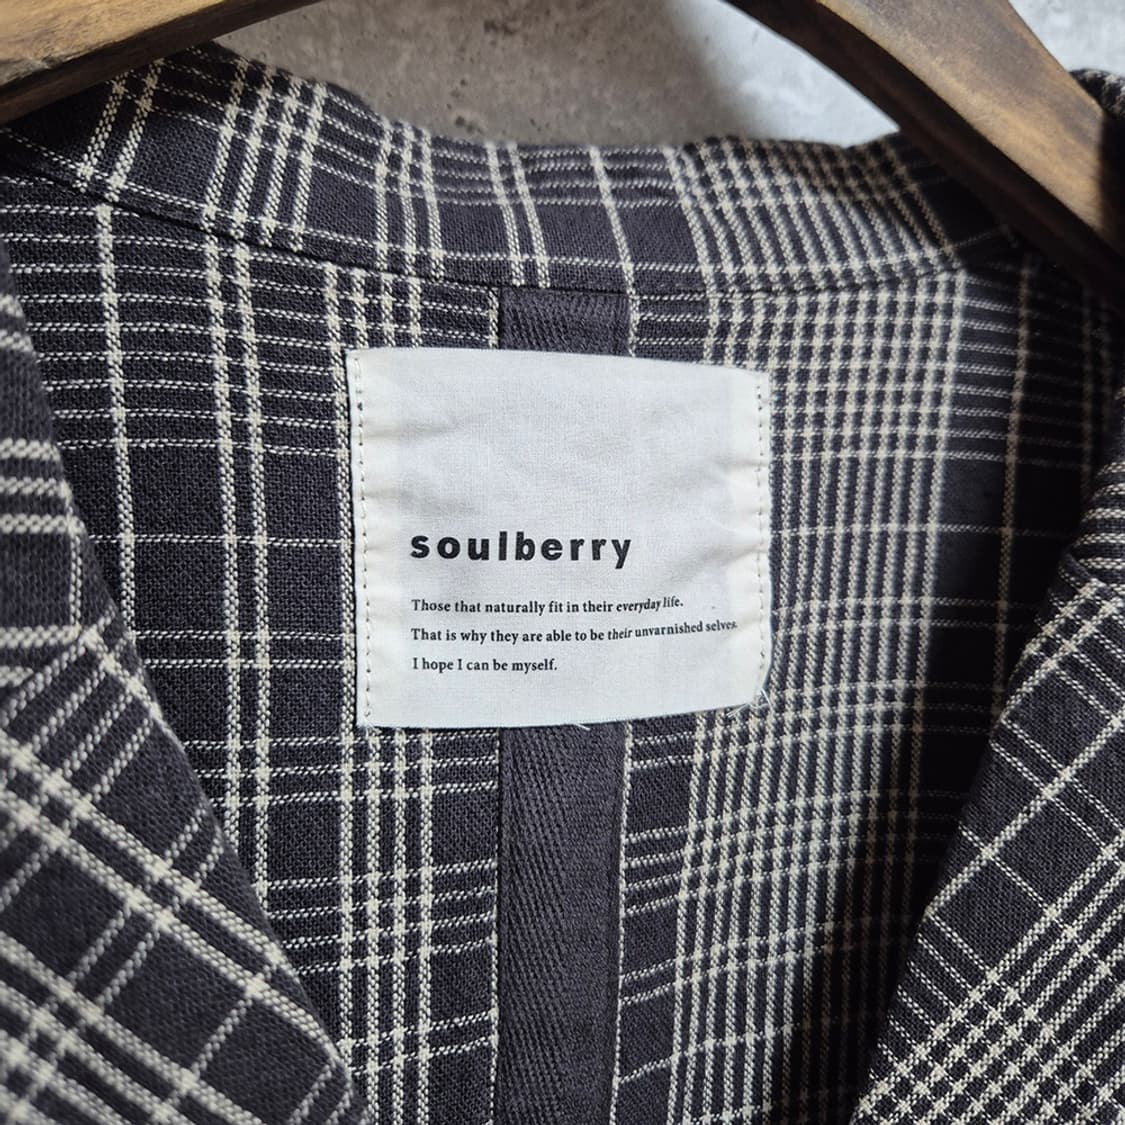 soulberry
Those that naturally fit in their everyday life.
That is why they are able to be their unvarnished selves.
I hope I can be myself.